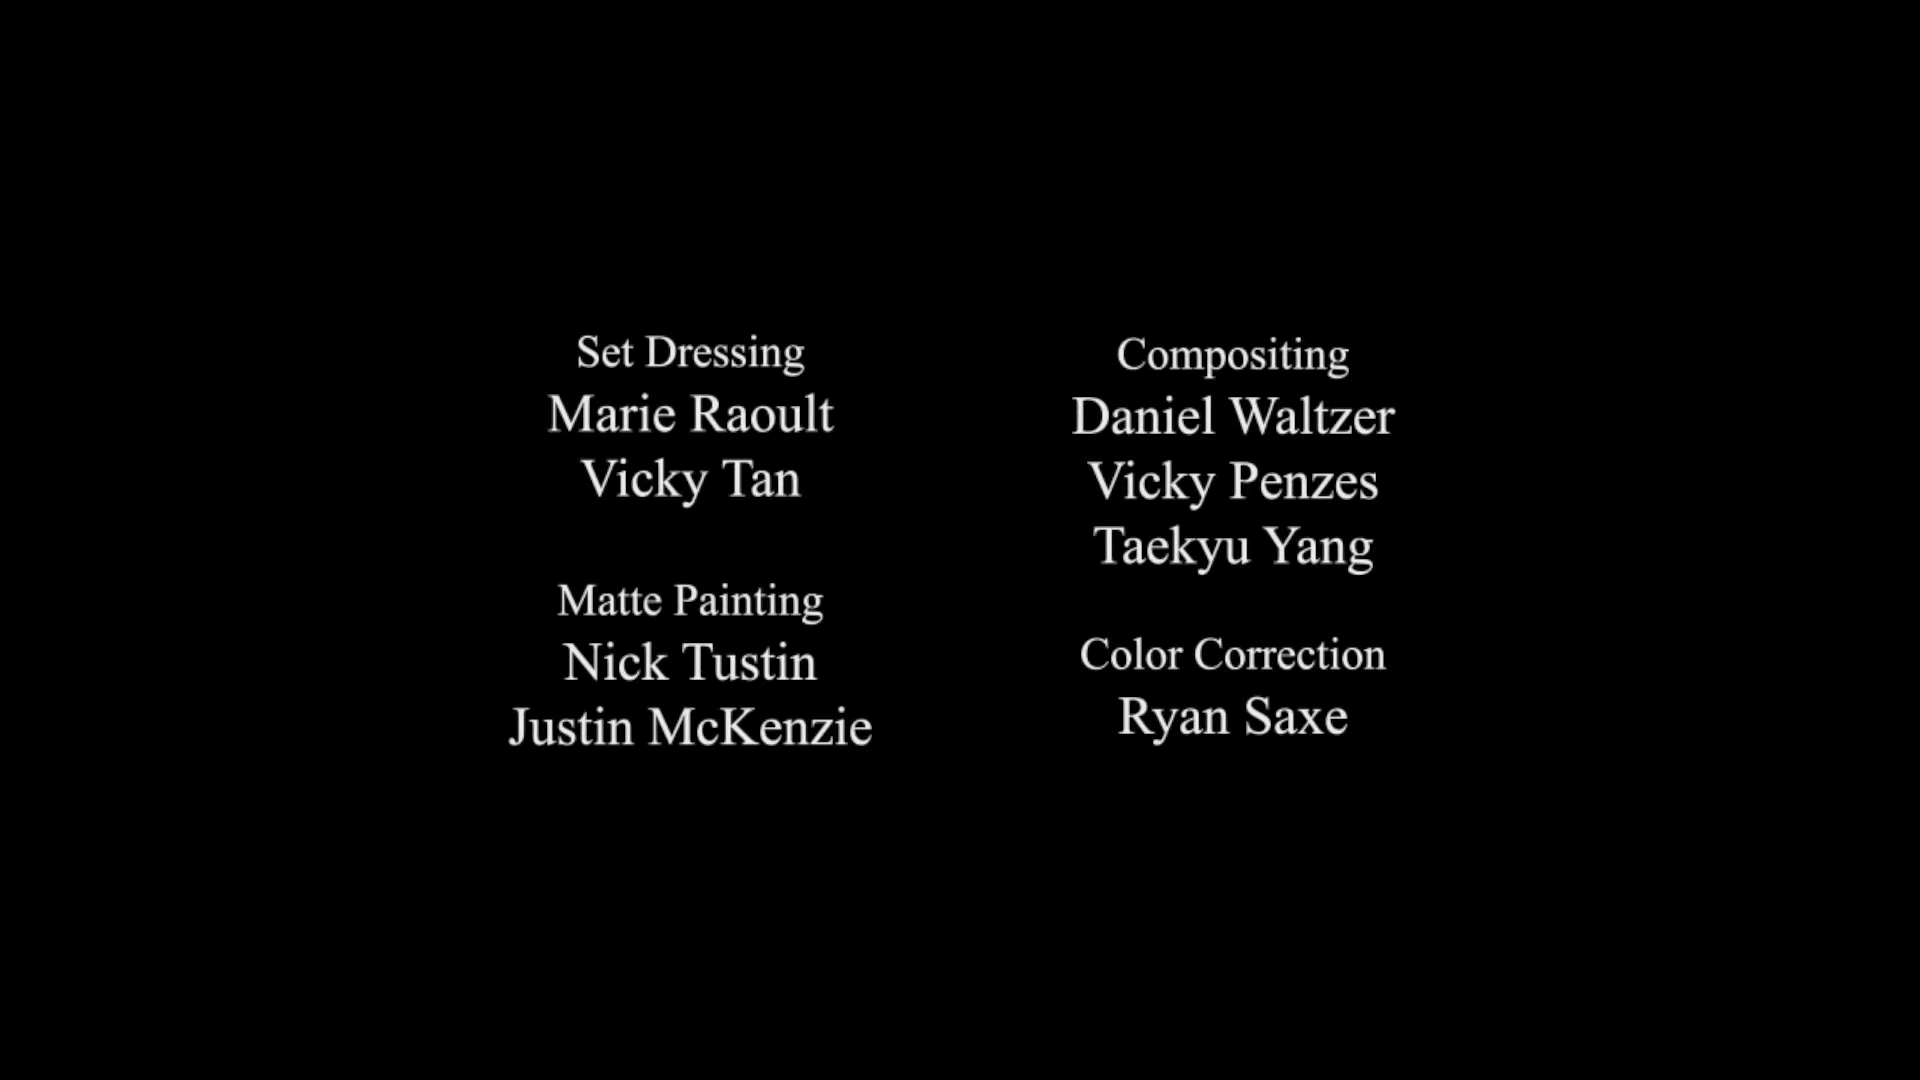 Set Dressing
Marie Raoult
Vicky Tan
Matte Painting
Nick Tustin
Justin McKenzie
Compositing
Daniel Waltzer
Vicky Penzes
Taekyu Yang
Color Correction
Ryan Saxe